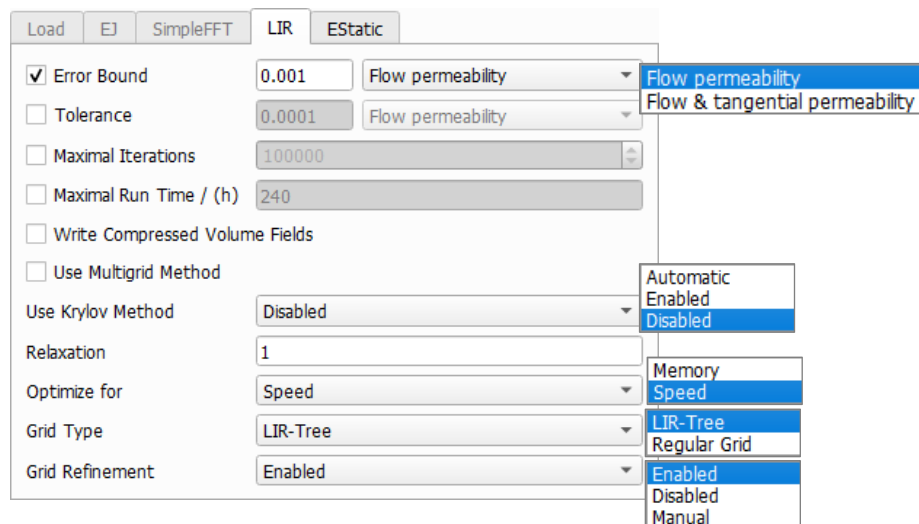 Load EJ SimpleFFT LIR EStatic
Error Bound 0.001 Flow permeability
Flow permeability
Flow & tangential permeability
Tolerance 0.0001 Flow permeability
Maximal Iterations 100000
Maximal Run Time / (h) 240
Write Compressed Volume Fields
Use Multigrid Method
Automatic
Enabled
Disabled
Use Krylov Method Disabled
Relaxation 1
Memory
Speed
Optimize for Speed
LIR-Tree
Regular Grid
Grid Type LIR-Tree
Grid Refinement Enabled
Enabled
Disabled
Manual